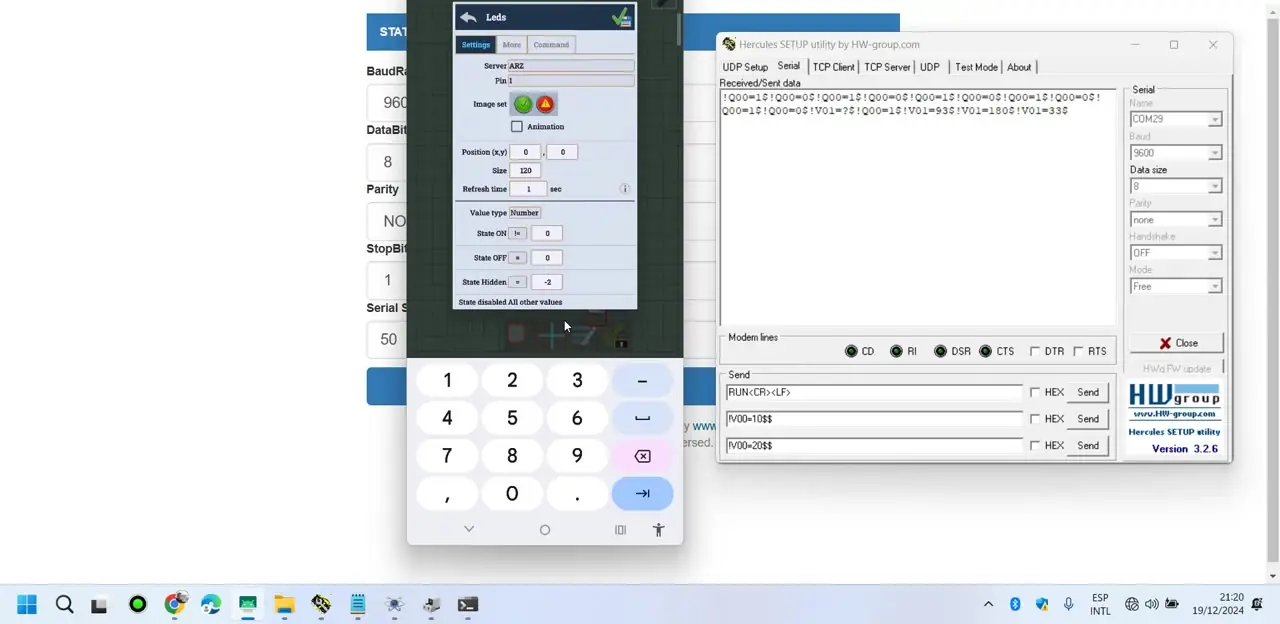 STAT
BaudRa
960
DataBit
8
Parity
NO
StopBit
1
Serial S
50
y www
ersed.
Leds
Settings More Command
Server ARZ
Pin 1
Image set
Animation
Position (x,y) 0 , 0
Size 120
Refresh time 1 sec
Value type Number
State ON != 0
State OFF = 0
State Hidden = -2
State disabled All other values
1 2 3 –
4 5 6
7 8 9
, 0 .
Hercules SETUP utility by HW-group.com
UDP Setup Serial TCP Client TCP Server UDP Test Mode About
Received/Sent data
!Q00=1$!Q00=0$!Q00=1$!Q00=0$!Q00=1$!Q00=0$!Q00=1$!Q00=0$!
Q00=1$!Q00=0$!V01=?$!Q00=1$!V01=93$!V01=180$!V01=33$
Serial
Name
COM29
Baud
9600
Data size
8
Parity
none
Handshake
OFF
Mode
Free
Close
HWg FW update
Modem lines
CD RI DSR CTS DTR RTS
Send
RUN<CR><LF> HEX Send
!V00=10$$ HEX Send
!V00=20$$ HEX Send
HW group
www.HW-group.com
Hercules SETUP utility
Version 3.2.6
ESP
INTL
21:20
19/12/2024